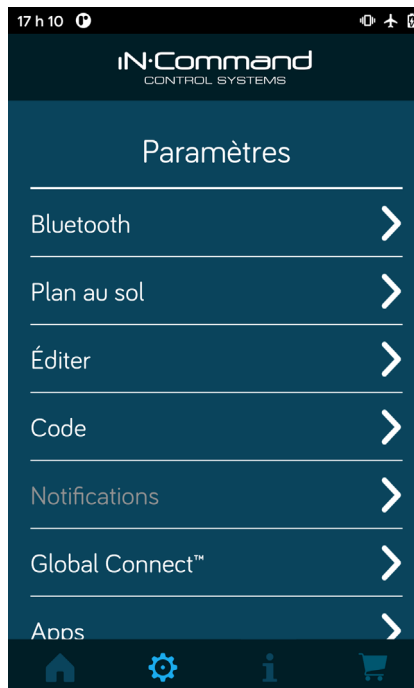 17 h 10
iN·Command
CONTROL SYSTEMS
Paramètres
Bluetooth
Plan au sol
Éditer
Code
Notifications
Global Connect™
Apps